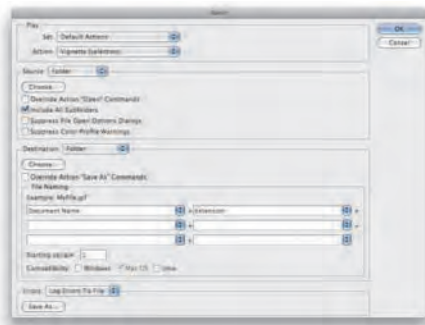 Batch
Play
Set: Default Actions
Action: Vignette (selection)
OK
Cancel
Source: Folder
Choose...
Override Action "Open" Commands
Include All Subfolders
Suppress File Open Options Dialogs
Suppress Color Profile Warnings
Destination: Folder
Choose...
Override Action "Save As" Commands
File Naming
Example: MyFile.gif
Document Name + extension +
+ +
+
Starting serial#: 1
Compatibility: Windows Mac OS Unix
Errors: Log Errors To File
Save As...